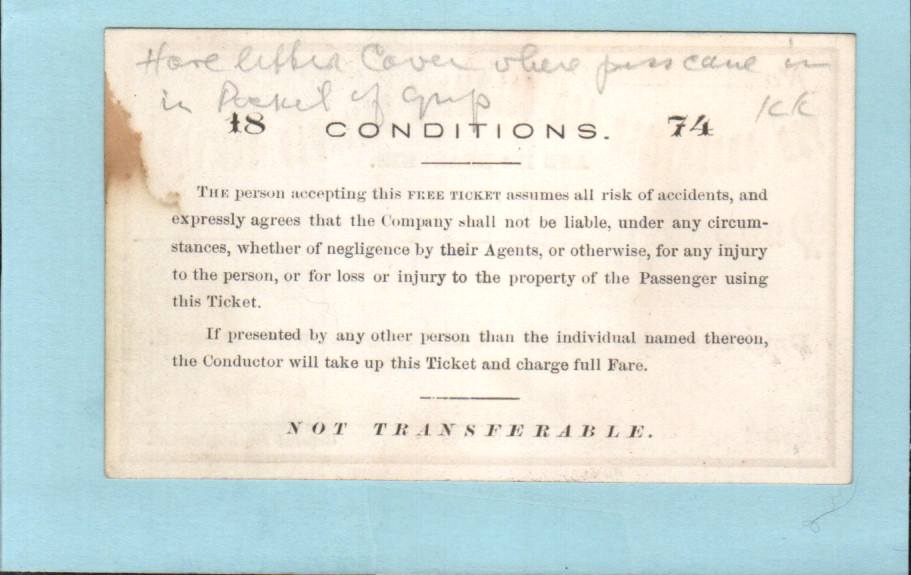 Have letter Cover where pass came in
in Pocket of Grip
KK
18 CONDITIONS. 74
THE person accepting this FREE TICKET assumes all risk of accidents, and
expressly agrees that the Company shall not be liable, under any circum-
stances, whether of negligence by their Agents, or otherwise, for any injury
to the person, or for loss or injury to the property of the Passenger using
this Ticket.
If presented by any other person than the individual named thereon,
the Conductor will take up this Ticket and charge full Fare.
NOT TRANSFERABLE.